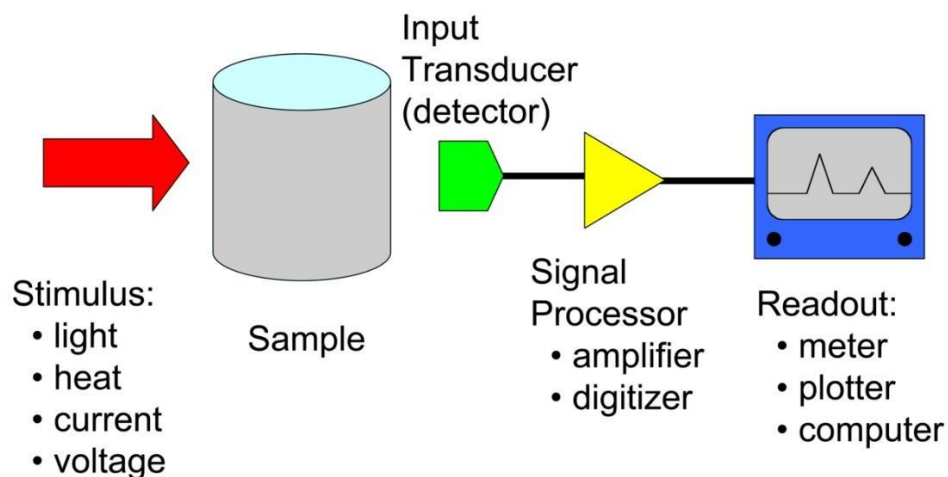 Input
Transducer
(detector)
Stimulus:
• light
• heat
• current
• voltage
Sample
Signal
Processor
• amplifier
• digitizer
Readout:
• meter
• plotter
• computer